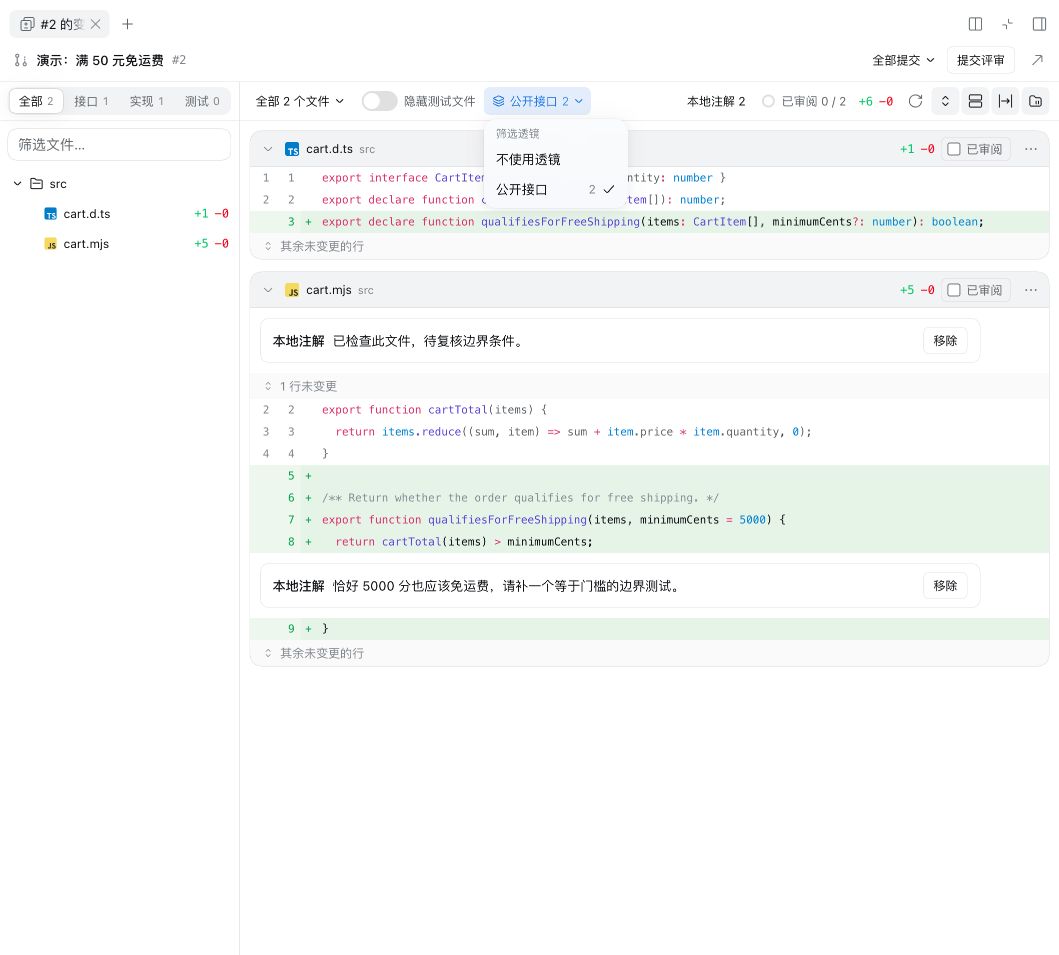 #2 的变
演示：满 50 元免运费 #2
全部提交 提交评审
全部 2 接口 1 实现 1 测试 0
全部 2 个文件 隐藏测试文件 公开接口 2 本地注解 2 已审阅 0 / 2 +6 −0
筛选文件...
筛选透镜
不使用透镜
公开接口 2
src
TS cart.d.ts +1 −0
JS cart.mjs +5 −0
TS cart.d.ts src +1 −0 已审阅 ···
1 1 export interface CartItem number }
2 2 export declare function []): number;
3 + export declare function qualifiesForFreeShipping(items: CartItem[], minimumCents?: number): boolean;
其余未变更的行
JS cart.mjs src +5 −0 已审阅 ···
本地注解 已检查此文件，待复核边界条件。 移除
1 行未变更
2 2 export function cartTotal(items) {
3 3 return items.reduce((sum, item) => sum + item.price * item.quantity, 0);
4 4 }
5 +
6 + /** Return whether the order qualifies for free shipping. */
7 + export function qualifiesForFreeShipping(items, minimumCents = 5000) {
8 + return cartTotal(items) > minimumCents;
本地注解 恰好 5000 分也应该免运费，请补一个等于门槛的边界测试。 移除
9 + }
其余未变更的行